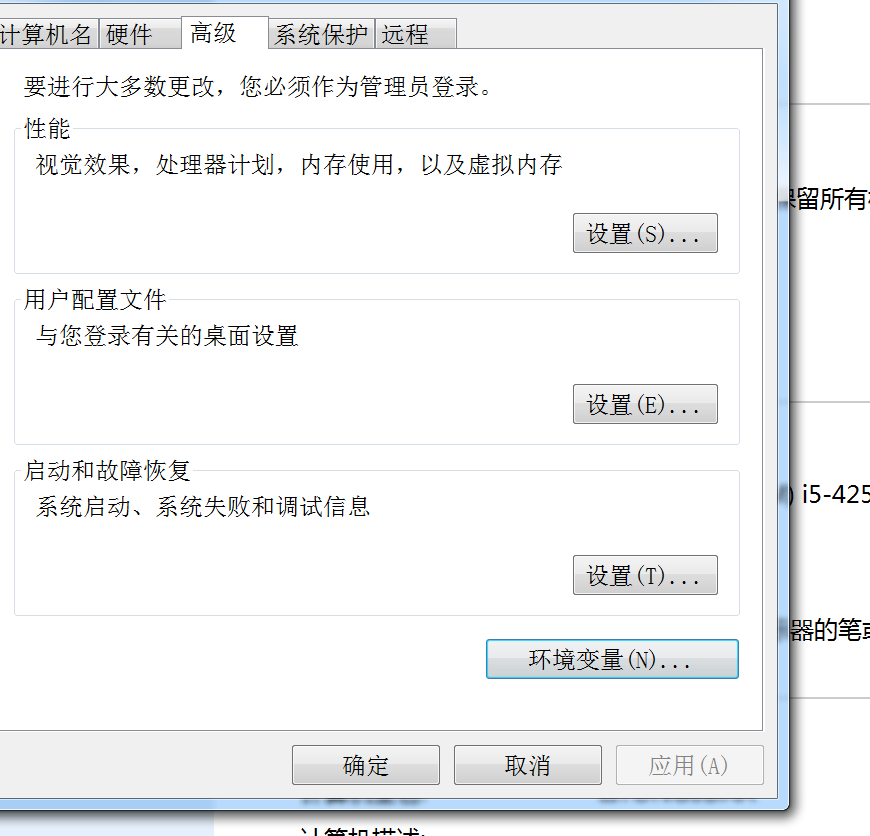 计算机名 硬件 高级 系统保护 远程
要进行大多数更改，您必须作为管理员登录。
性能
视觉效果，处理器计划，内存使用，以及虚拟内存
设置(S)...
留所有
用户配置文件
与您登录有关的桌面设置
设置(E)...
启动和故障恢复
系统启动、系统失败和调试信息
) i5-425
设置(T)...
器的笔或
环境变量(N)...
确定 取消 应用(A)
计算机描述: